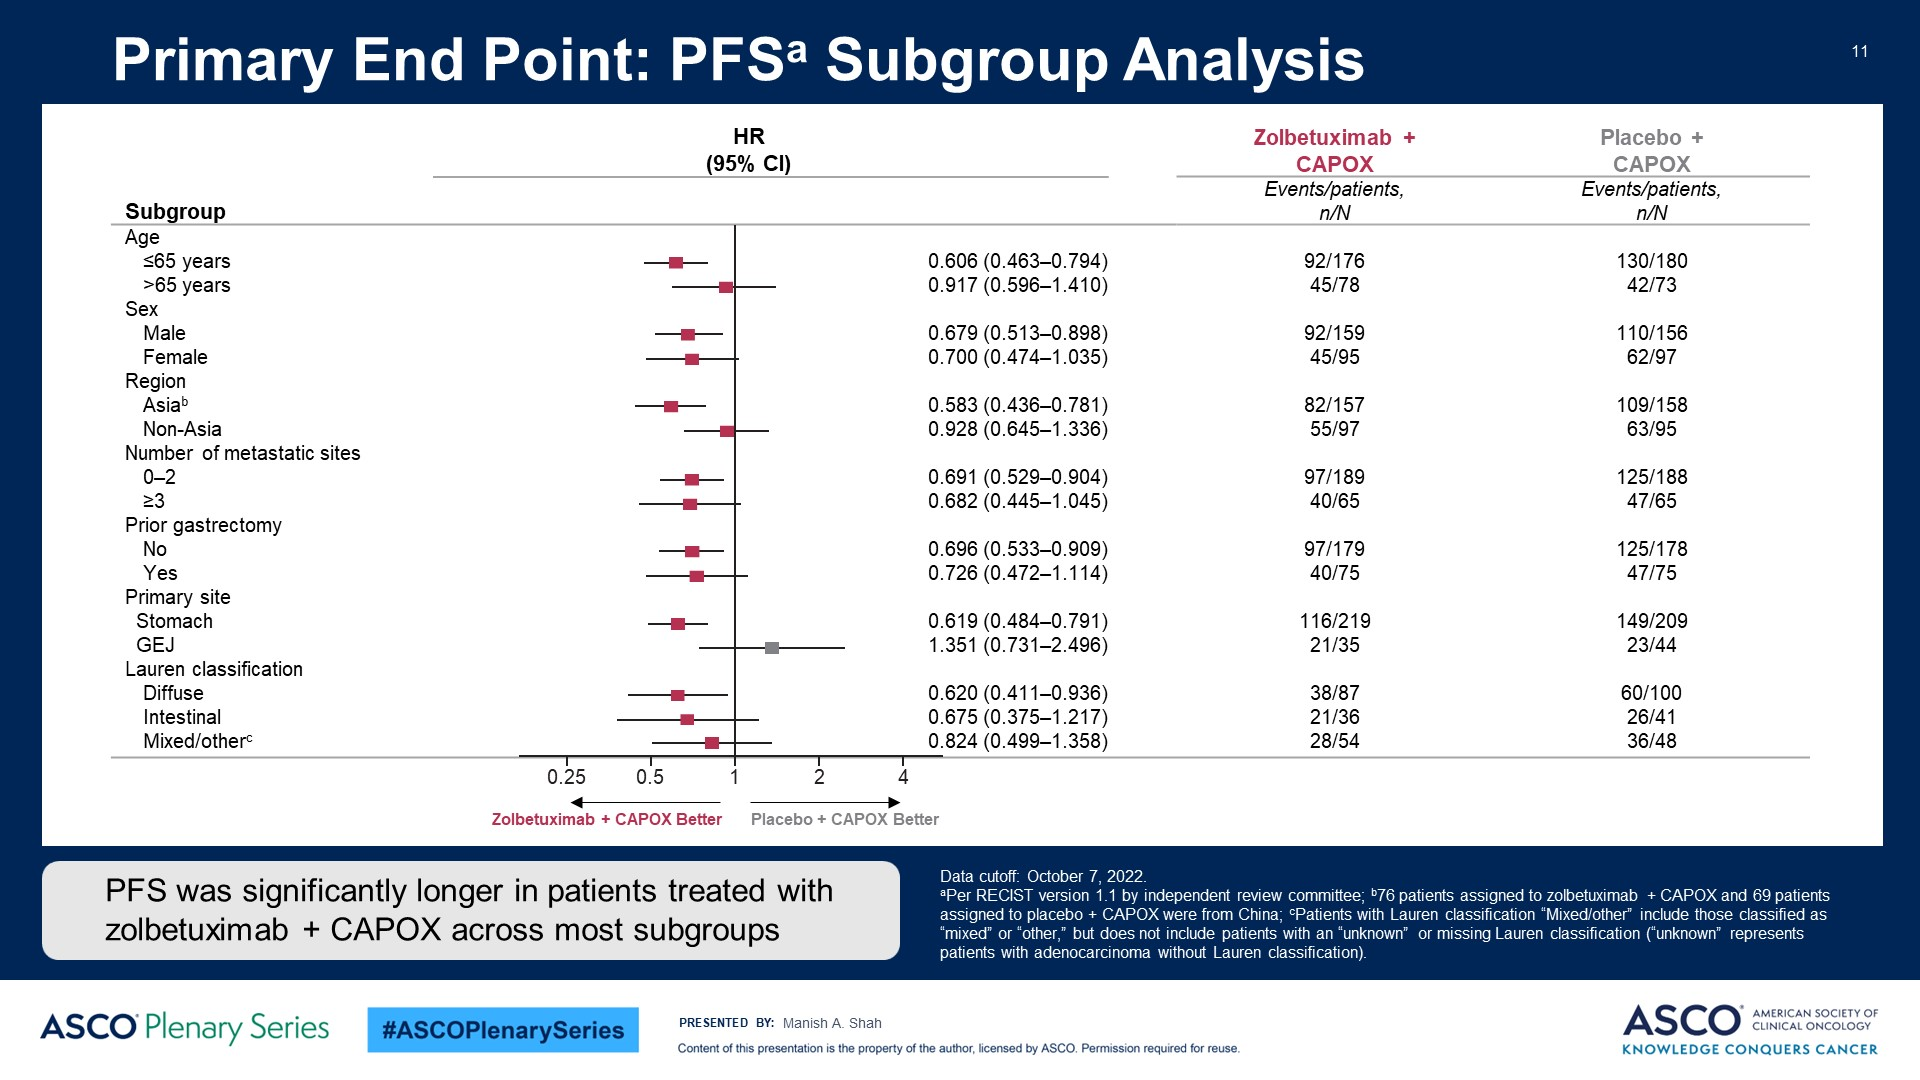 Primary End Point: PFSᵃ Subgroup Analysis
11
HR
(95% CI)
Zolbetuximab +
CAPOX
Placebo +
CAPOX
Subgroup
Events/patients,
n/N
Events/patients,
n/N
Age
≤65 years 0.606 (0.463–0.794) 92/176 130/180
>65 years 0.917 (0.596–1.410) 45/78 42/73
Sex
Male 0.679 (0.513–0.898) 92/159 110/156
Female 0.700 (0.474–1.035) 45/95 62/97
Region
Asiaᵇ 0.583 (0.436–0.781) 82/157 109/158
Non-Asia 0.928 (0.645–1.336) 55/97 63/95
Number of metastatic sites
0–2 0.691 (0.529–0.904) 97/189 125/188
≥3 0.682 (0.445–1.045) 40/65 47/65
Prior gastrectomy
No 0.696 (0.533–0.909) 97/179 125/178
Yes 0.726 (0.472–1.114) 40/75 47/75
Primary site
Stomach 0.619 (0.484–0.791) 116/219 149/209
GEJ 1.351 (0.731–2.496) 21/35 23/44
Lauren classification
Diffuse 0.620 (0.411–0.936) 38/87 60/100
Intestinal 0.675 (0.375–1.217) 21/36 26/41
Mixed/otherᶜ 0.824 (0.499–1.358) 28/54 36/48
0.25 0.5 1 2 4
Zolbetuximab + CAPOX Better Placebo + CAPOX Better
PFS was significantly longer in patients treated with
zolbetuximab + CAPOX across most subgroups
Data cutoff: October 7, 2022.
ᵃPer RECIST version 1.1 by independent review committee; ᵇ76 patients assigned to zolbetuximab + CAPOX and 69 patients
assigned to placebo + CAPOX were from China; ᶜPatients with Lauren classification “Mixed/other” include those classified as
“mixed” or “other,” but does not include patients with an “unknown” or missing Lauren classification (“unknown” represents
patients with adenocarcinoma without Lauren classification).
ASCO Plenary Series
#ASCOPlenarySeries
PRESENTED BY: Manish A. Shah
Content of this presentation is the property of the author, licensed by ASCO. Permission required for reuse.
ASCO AMERICAN SOCIETY OF
CLINICAL ONCOLOGY
KNOWLEDGE CONQUERS CANCER